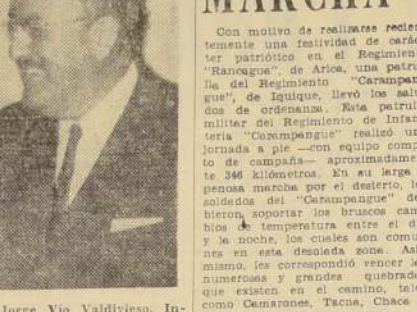 MARCHA
Con motivo de realizarse recien-
temente una festividad de carác-
ter patriótico en el Regimien
"Rancagua", de Arica, una patru
lla del Regimiento "Carampan
gue", de Iquique, llevó los salu
dos de ordenanza. Esta patrul
militar del Regimiento de Infan
tería "Carampangue" realizó un
jornada a pie —con equipo comp
to de campaña— aproximadame
te 346 kilómetros. En su larga
penosa marcha por el desierto, l
soldados del "Carampangue" de
bieron soportar los bruscos cam
bios de temperatura entre el d
y la noche, los cuales son comu
nes en esta desolada zona. As
mismo, les correspondió vencer l
numerosas y grandes quebrad
que existen en el camino, tal
como Camarones, Tacna, Chaca
Jorge Vio Valdivieso, In-